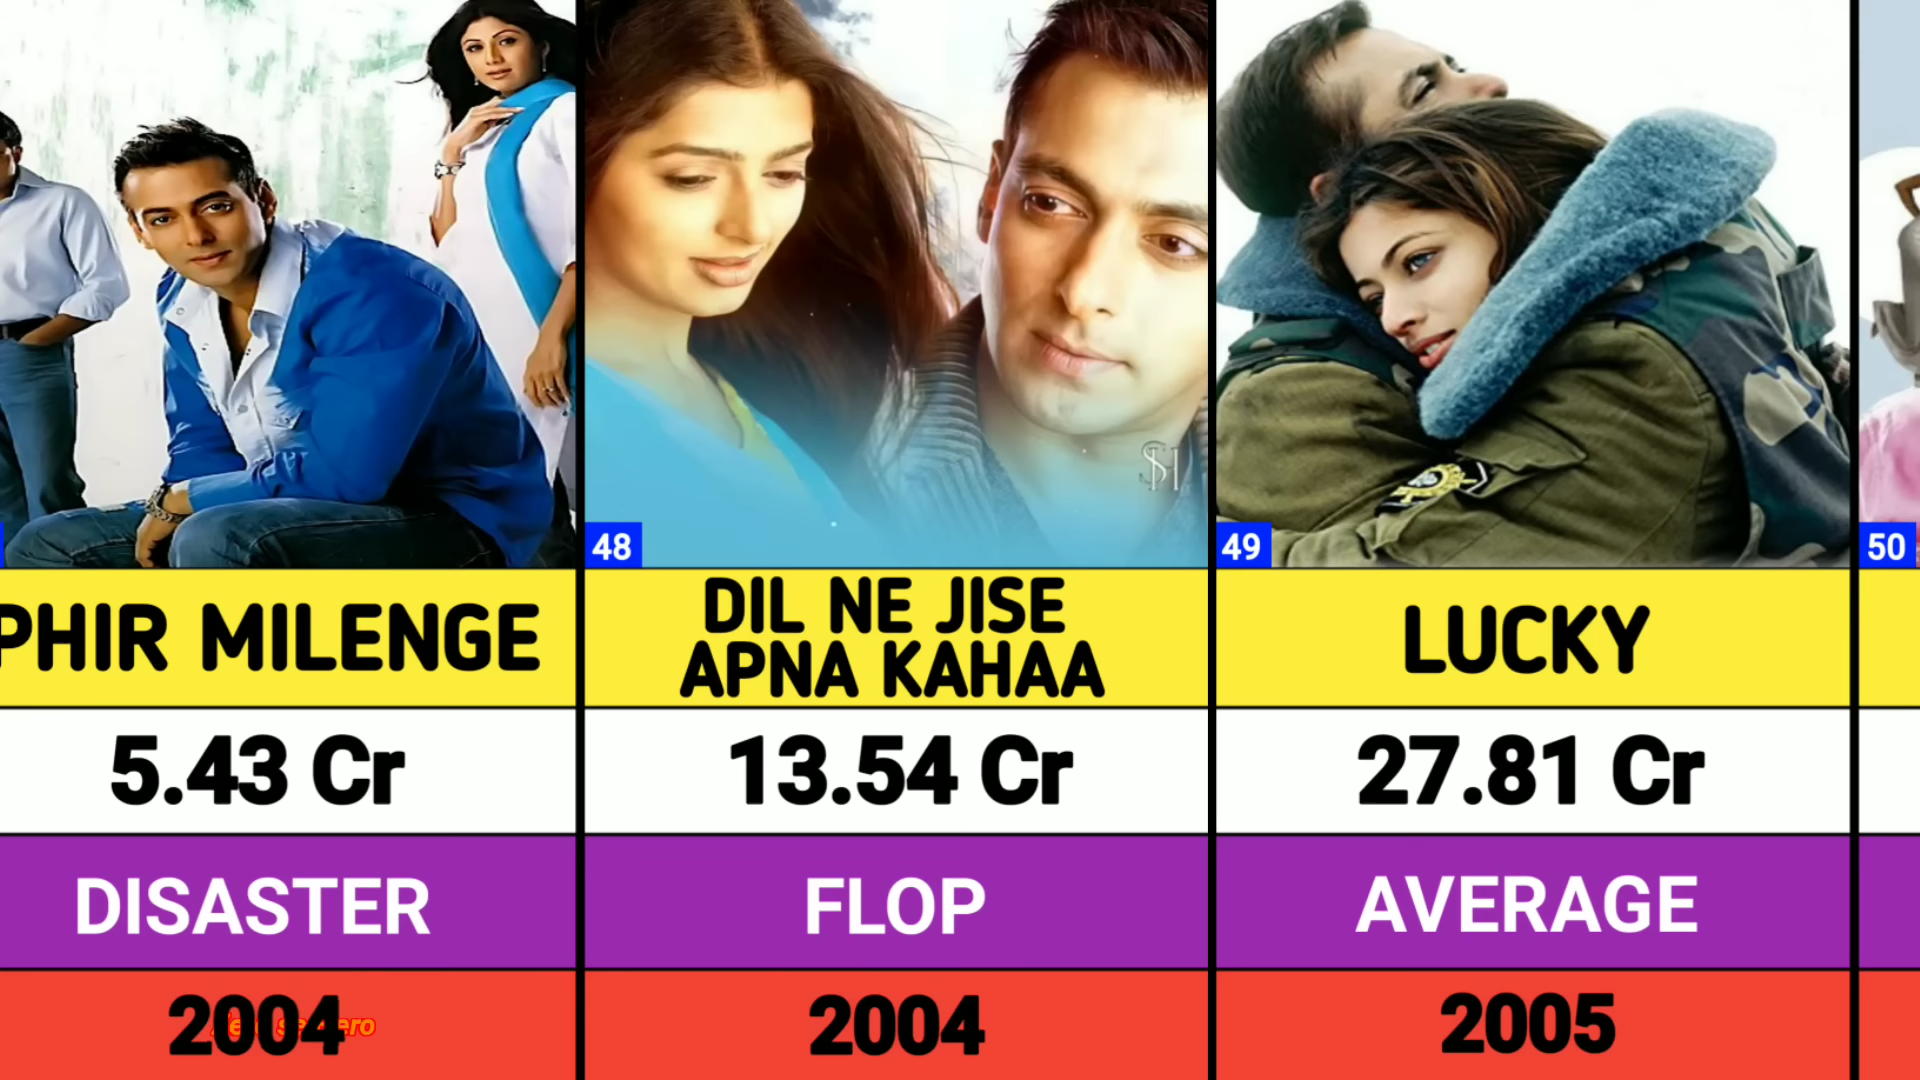 PHIR MILENGE
5.43 Cr
DISASTER
2004
48
DIL NE JISE
APNA KAHAA
13.54 Cr
FLOP
2004
SH
49
LUCKY
27.81 Cr
AVERAGE
2005
50